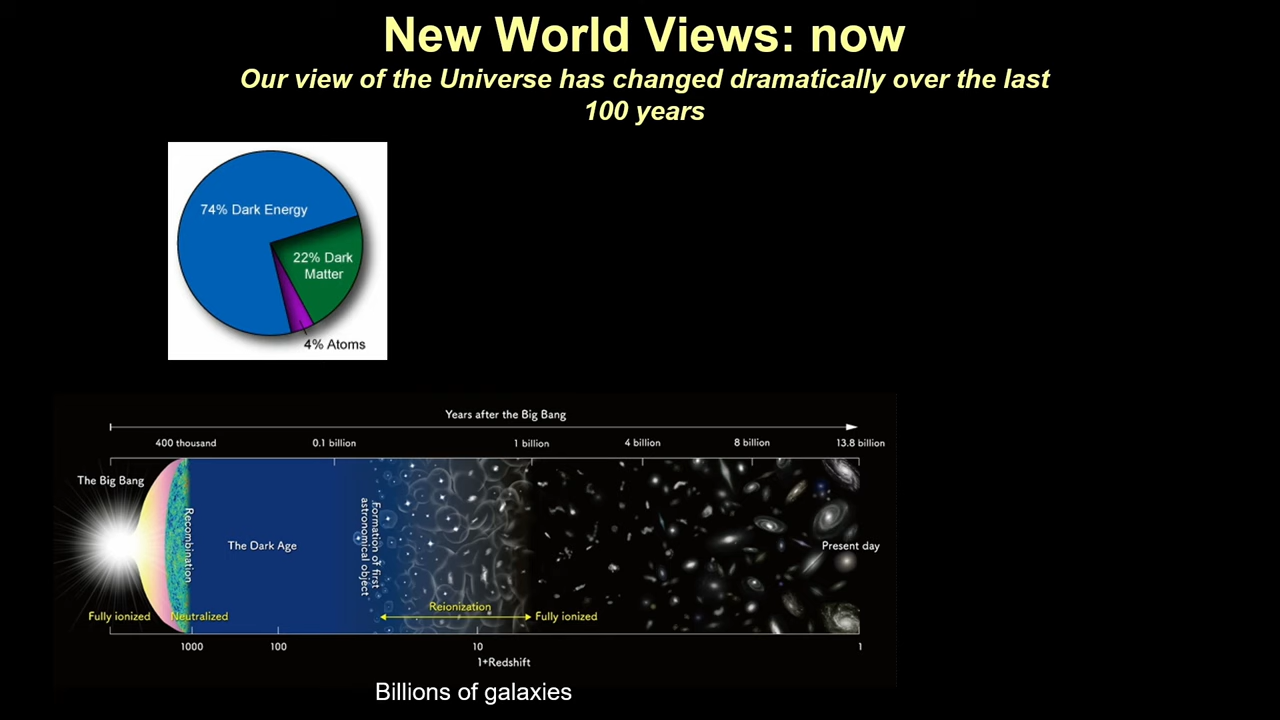 New World Views: now
Our view of the Universe has changed dramatically over the last
100 years
74% Dark Energy
22% Dark
Matter
4% Atoms
Years after the Big Bang
400 thousand 0.1 billion 1 billion 4 billion 8 billion 13.8 billion
The Big Bang
Recombination
The Dark Age
Formation of first
astronomical object
Present day
Fully ionized Neutralized Reionization Fully ionized
1000 100 10 1
1+Redshift
Billions of galaxies